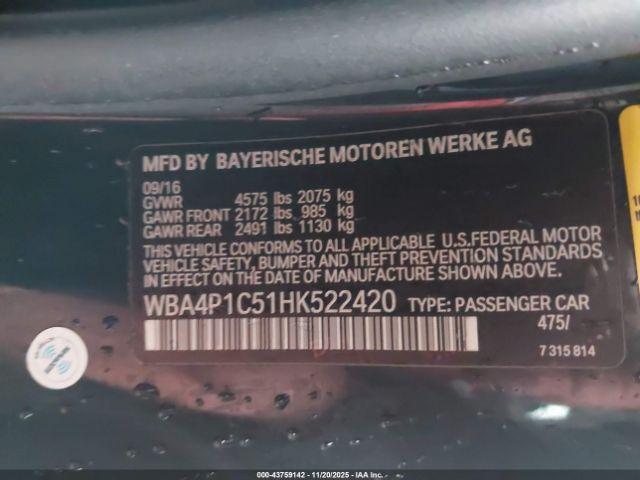 MFD BY BAYERISCHE MOTOREN WERKE AG
09/16
GVWR 4575 lbs 2075 kg
GAWR FRONT 2172 lbs 985 kg
GAWR REAR 2491 lbs 1130 kg
THIS VEHICLE CONFORMS TO ALL APPLICABLE U.S.FEDERAL MOTOR
VEHICLE SAFETY, BUMPER AND THEFT PREVENTION STANDARDS
IN EFFECT ON THE DATE OF MANUFACTURE SHOWN ABOVE.
WBA4P1C51HK522420 TYPE: PASSENGER CAR
475/
7 315 814
000-43759142 - 11/20/2025 - IAA Inc.